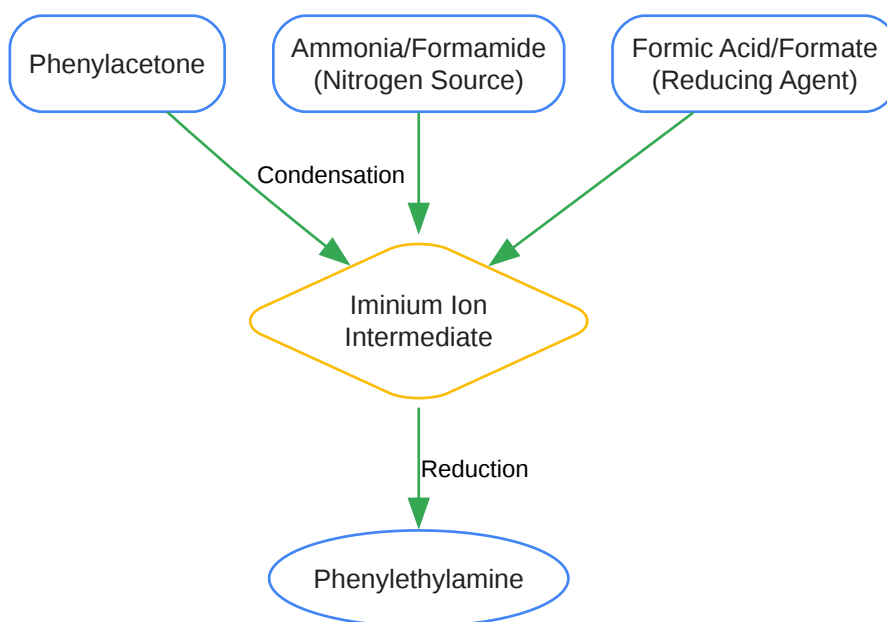 Phenylacetone
Ammonia/Formamide
(Nitrogen Source)
Formic Acid/Formate
(Reducing Agent)
Condensation
Iminium Ion
Intermediate
Reduction
Phenylethylamine